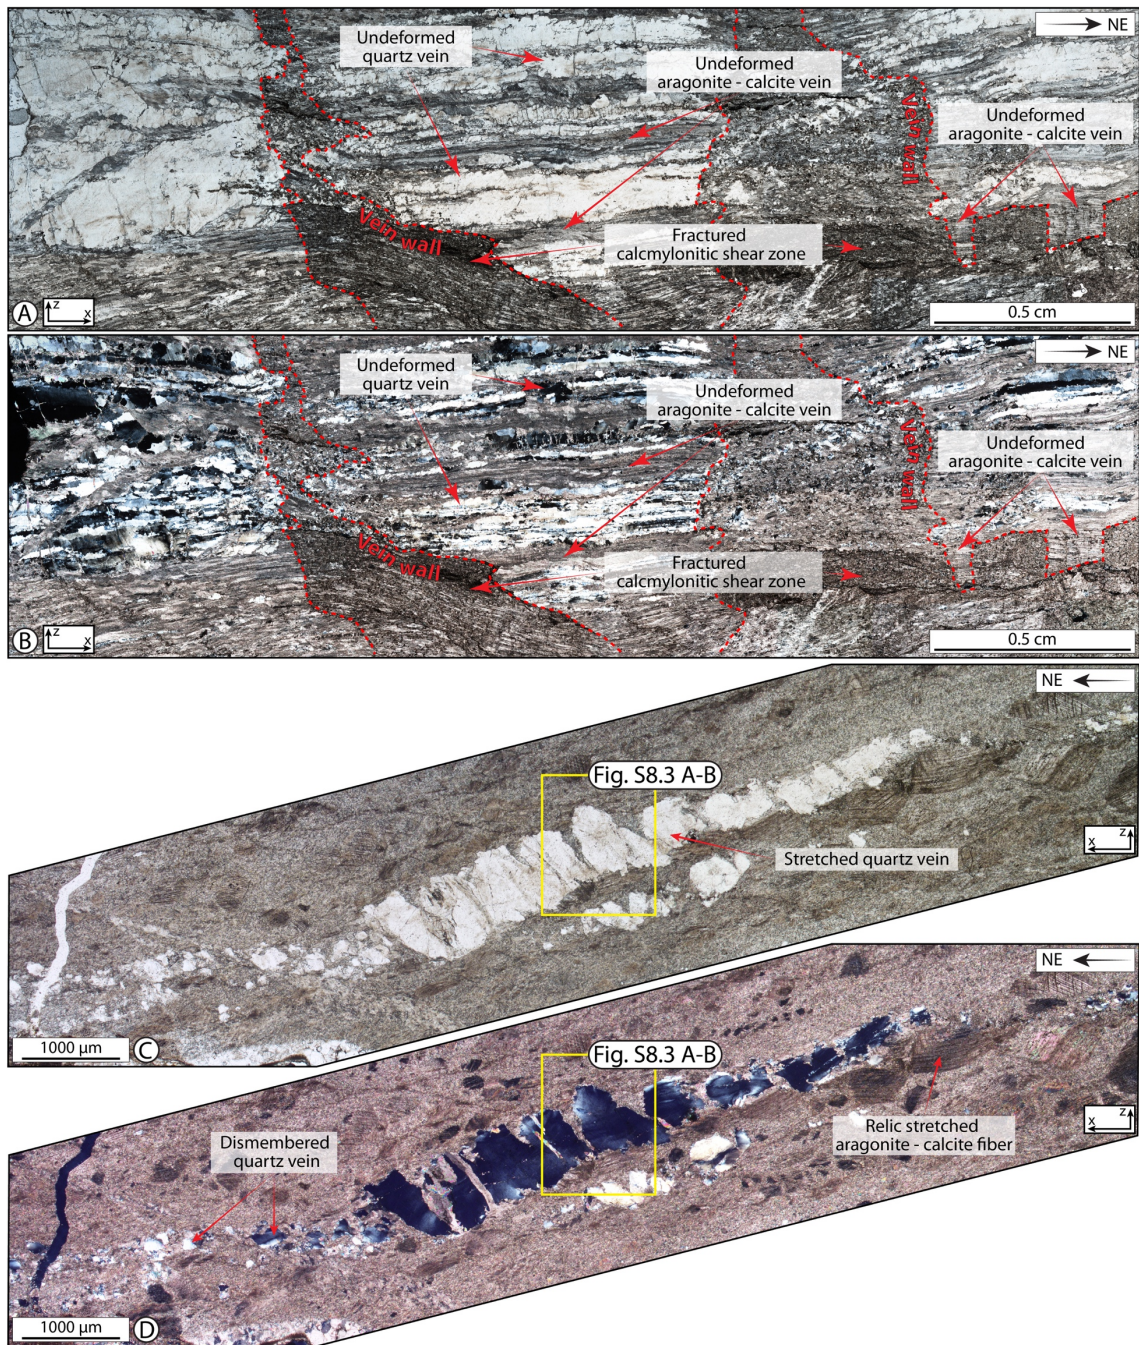 Undeformed
quartz vein
NE
Undeformed
aragonite - calcite vein
Undeformed
aragonite - calcite vein
Vein wall
Vein wall
Fractured
calcmylonitic shear zone
A
z
x
0.5 cm
Undeformed
quartz vein
NE
Undeformed
aragonite - calcite vein
Undeformed
aragonite - calcite vein
Vein wall
Vein wall
Fractured
calcmylonitic shear zone
B
z
x
0.5 cm
NE
Fig. S8.3 A-B
Stretched quartz vein
z
x
1000 µm
C
NE
Fig. S8.3 A-B
Relic stretched
aragonite - calcite fiber
z
x
Dismembered
quartz vein
1000 µm
D